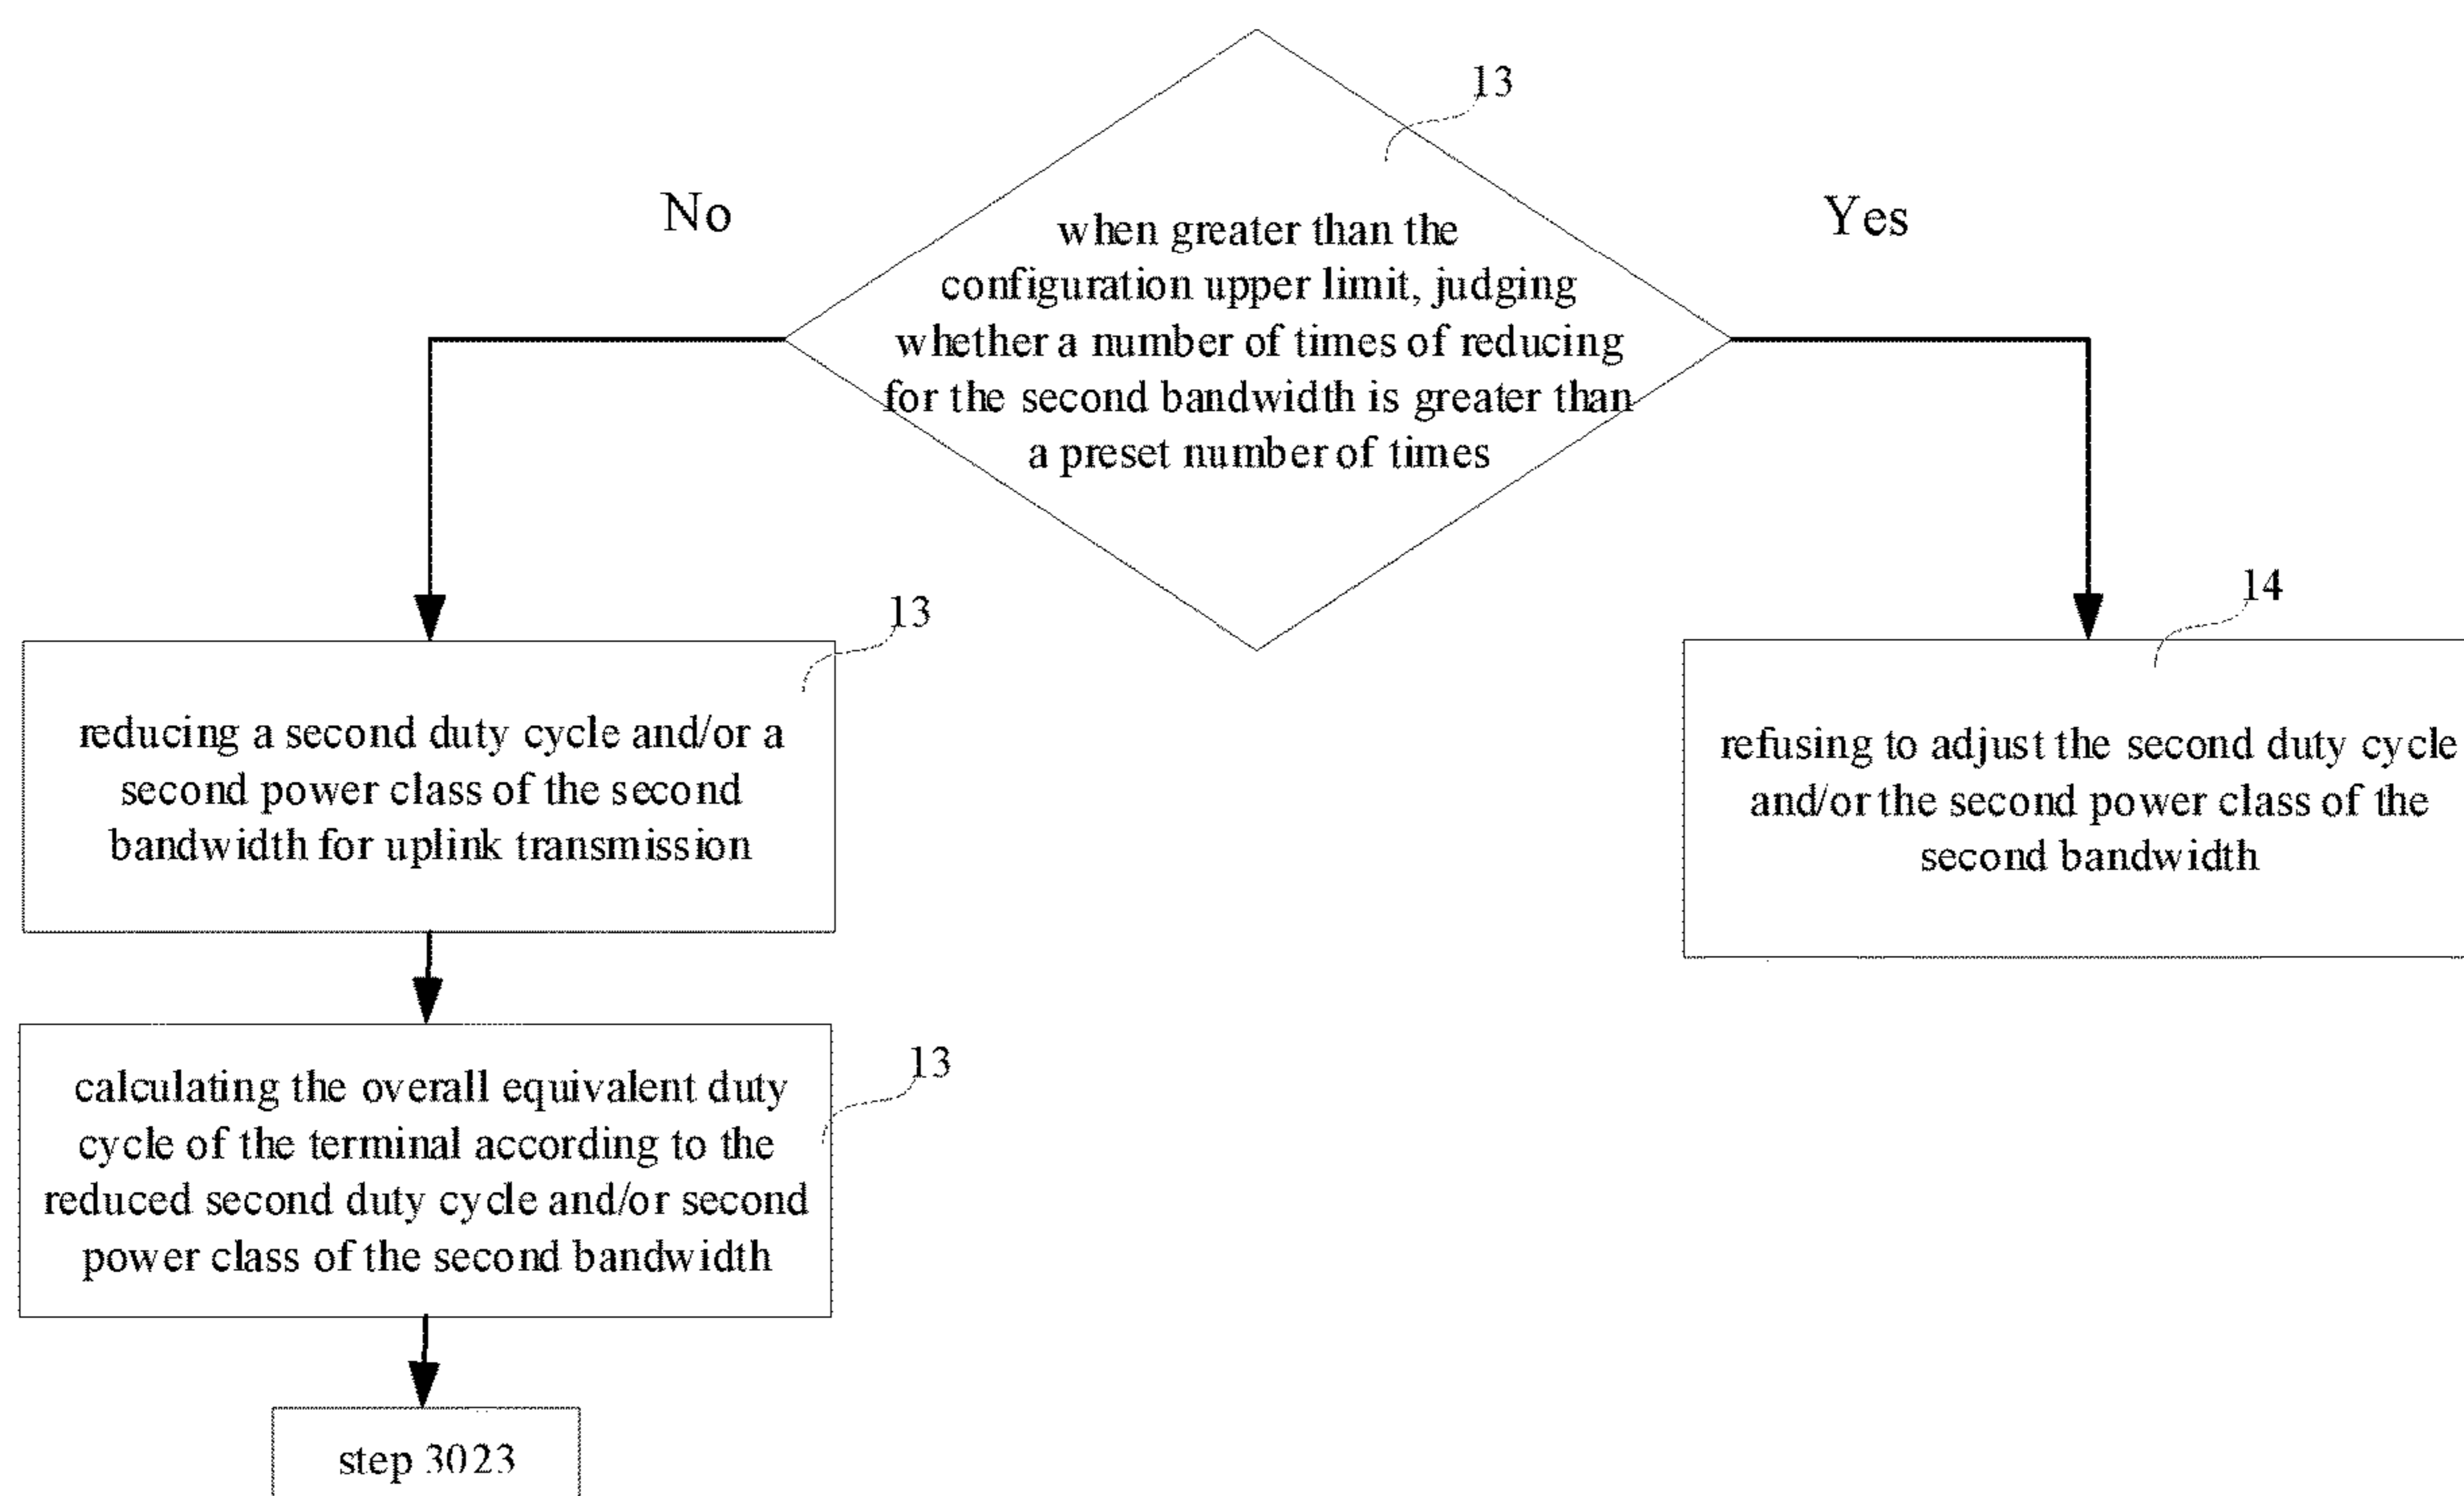 13
No
Yes
when greater than the
configuration upper limit, judging
whether a number of times of reducing
for the second bandwidth is greater than
a preset number of times
13
14
reducing a second duty cycle and/or a
second power class of the second
bandwidth for uplink transmission
refusing to adjust the second duty cycle
and/or the second power class of the
second bandwidth
13
calculating the overall equivalent duty
cycle of the terminal according to the
reduced second duty cycle and/or second
power class of the second bandwidth
step 3023